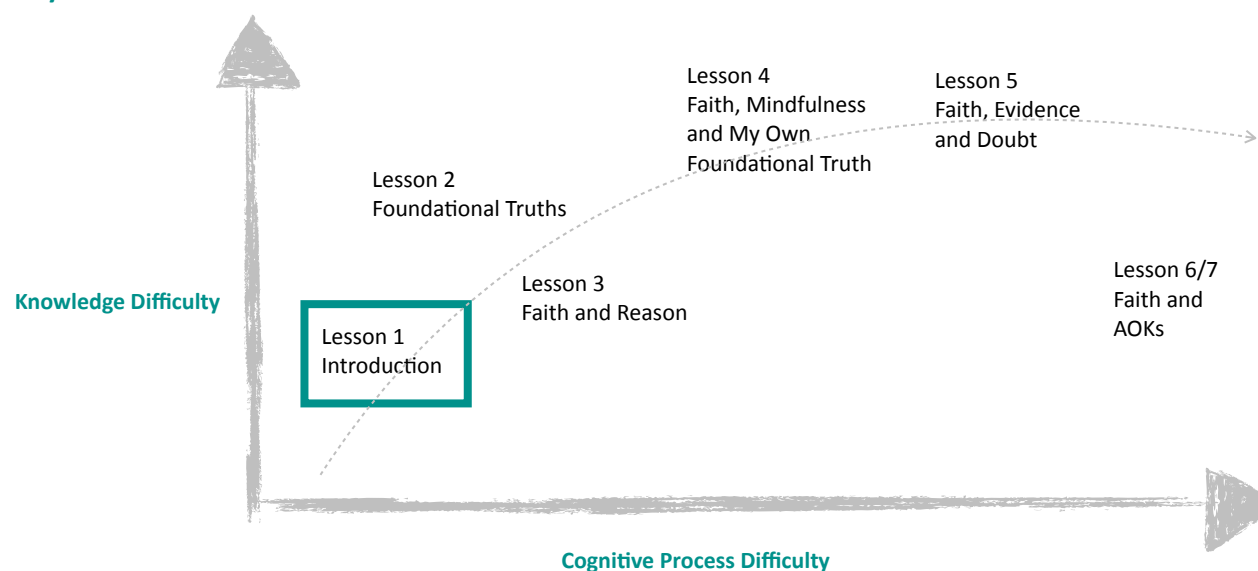 Lesson 4
Faith, Mindfulness
and My Own
Foundational Truth
Lesson 5
Faith, Evidence
and Doubt
Lesson 2
Foundational Truths
Lesson 3
Faith and Reason
Lesson 6/7
Faith and
AOKs
Knowledge Difficulty
Lesson 1
Introduction
Cognitive Process Difficulty